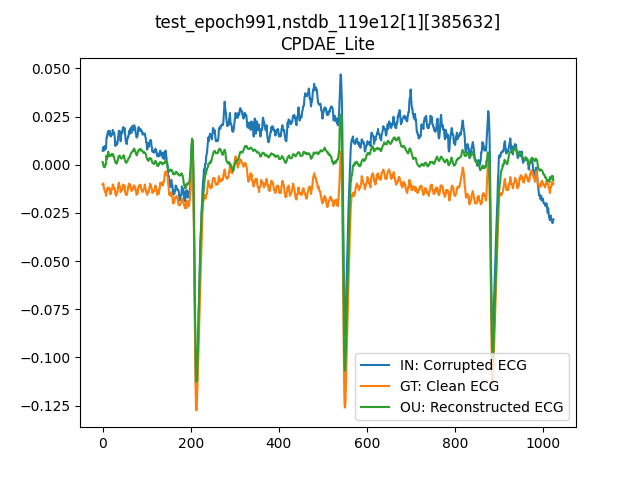 test_epoch991,nstdb_119e12[1][385632]
CPDAE_Lite
0.050
0.025
0.000
−0.025
−0.050
−0.075
−0.100
−0.125
0 200 400 600 800 1000
IN: Corrupted ECG
GT: Clean ECG
OU: Reconstructed ECG